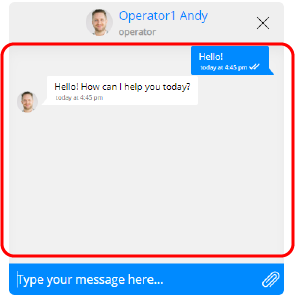 Operator1 Andy
operator
Hello!
today at 4:45 pm
Hello! How can I help you today?
today at 4:45 pm
Type your message here...